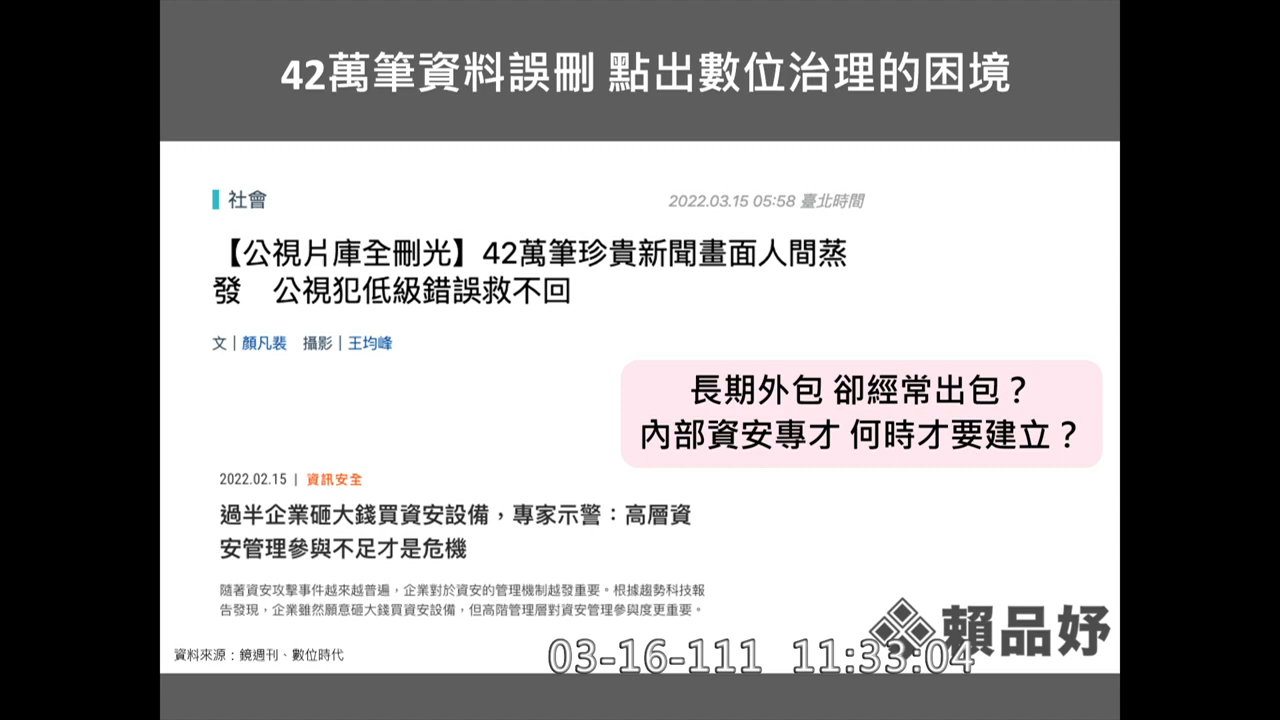 42萬筆資料誤刪 點出數位治理的困境
社會
2022.03.15 05:58 臺北時間
【公視片庫全刪光】42萬筆珍貴新聞畫面人間蒸
發 公視犯低級錯誤救不回
文｜顏凡裴 攝影｜王均峰
長期外包 卻經常出包？
內部資安專才 何時才要建立？
2022.02.15 | 資訊安全
過半企業砸大錢買資安設備，專家示警：高層資
安管理參與不足才是危機
隨著資安攻擊事件越來越普遍，企業對於資安的管理機制越發重要。根據趨勢科技報
告發現，企業雖然願意砸大錢買資安設備，但高階管理層對資安管理參與度更重要。
賴品妤
資料來源：鏡週刊、數位時代
03-16-111 11:33:04